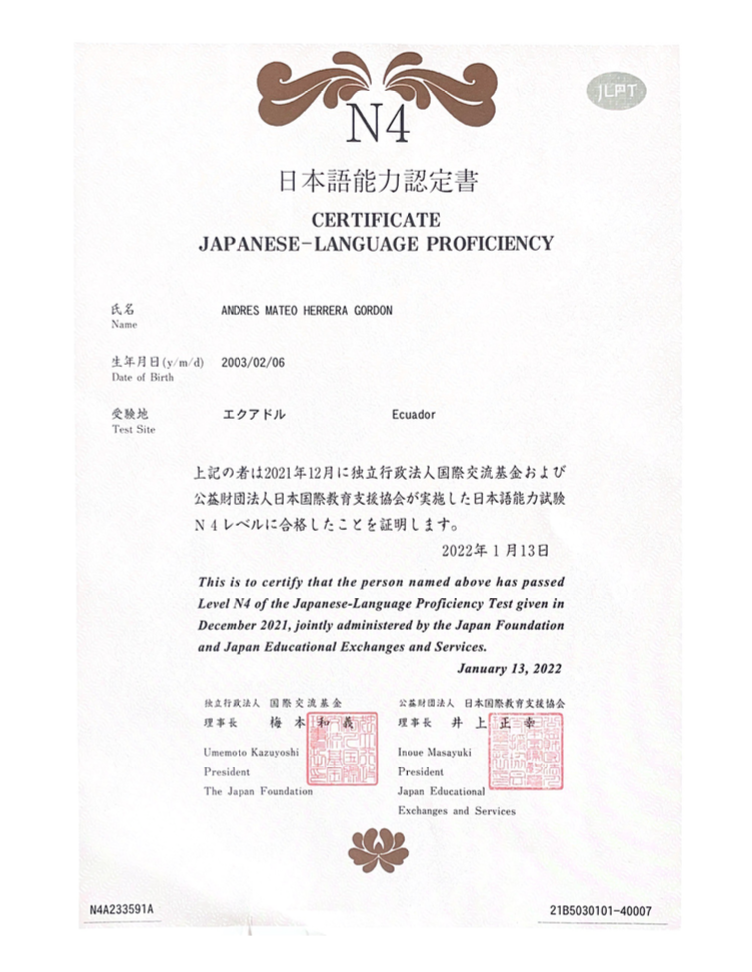 JLPT
N4
日本語能力認定書
CERTIFICATE
JAPANESE-LANGUAGE PROFICIENCY
氏名 ANDRES MATEO HERRERA GORDON
Name
生年月日(y/m/d) 2003/02/06
Date of Birth
受験地 エクアドル Ecuador
Test Site
上記の者は2021年12月に独立行政法人国際交流基金および
公益財団法人日本国際教育支援協会が実施した日本語能力試験
N4レベルに合格したことを証明します。
2022年1月13日
This is to certify that the person named above has passed
Level N4 of the Japanese-Language Proficiency Test given in
December 2021, jointly administered by the Japan Foundation
and Japan Educational Exchanges and Services.
January 13, 2022
独立行政法人 国際交流基金
理事長 梅本和義
Umemoto Kazuyoshi
President
The Japan Foundation
公益財団法人 日本国際教育支援協会
理事長 井上正幸
Inoue Masayuki
President
Japan Educational
Exchanges and Services
N4A233591A
21B5030101-40007